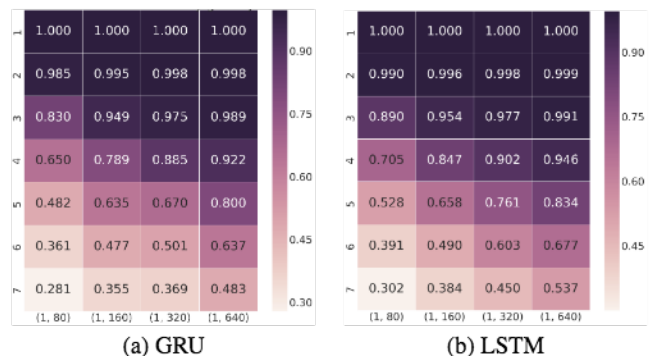 1 1.000 1.000 1.000 1.000 0.90
2 0.985 0.995 0.998 0.998
3 0.830 0.949 0.975 0.989 0.75
4 0.650 0.789 0.885 0.922 0.60
5 0.482 0.635 0.670 0.800
6 0.361 0.477 0.501 0.637 0.45
7 0.281 0.355 0.369 0.483 0.30
(1, 80) (1, 160) (1, 320) (1, 640)
(a) GRU
1 1.000 1.000 1.000 1.000 0.90
2 0.990 0.996 0.998 0.999
3 0.890 0.954 0.977 0.991 0.75
4 0.705 0.847 0.902 0.946 0.60
5 0.528 0.658 0.761 0.834
6 0.391 0.490 0.603 0.677 0.45
7 0.302 0.384 0.450 0.537
(1, 80) (1, 160) (1, 320) (1, 640)
(b) LSTM